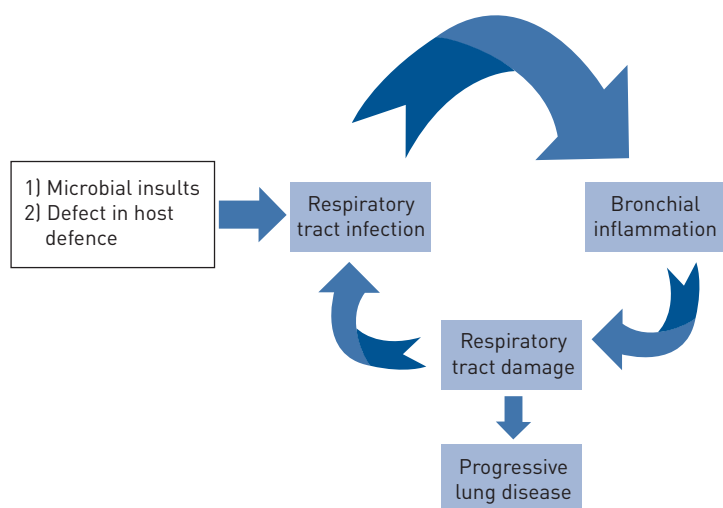 1) Microbial insults
2) Defect in host
defence
Respiratory
tract infection
Bronchial
inflammation
Respiratory
tract damage
Progressive
lung disease